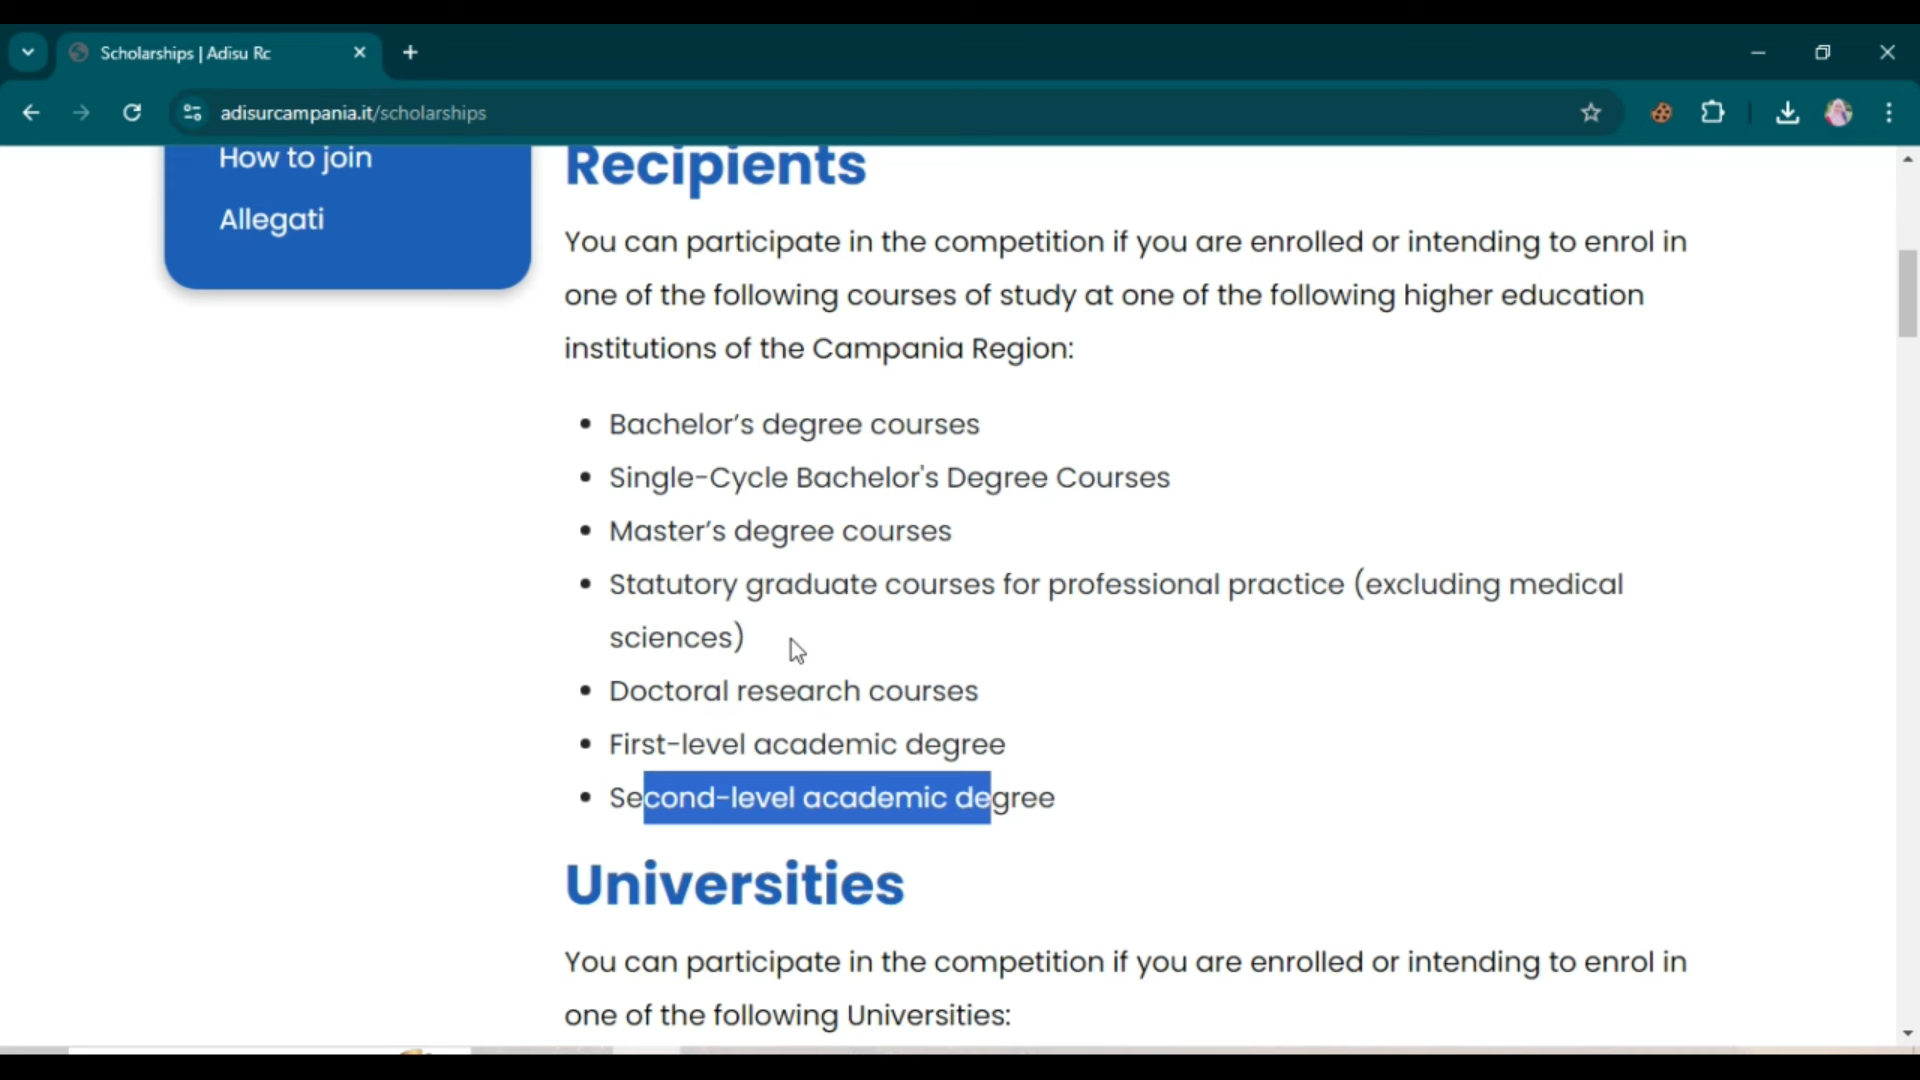 Scholarships | Adisu Rc
adisurcampania.it/scholarships
How to join
Allegati
Recipients
You can participate in the competition if you are enrolled or intending to enrol in
one of the following courses of study at one of the following higher education
institutions of the Campania Region:
• Bachelor’s degree courses
• Single-Cycle Bachelor's Degree Courses
• Master’s degree courses
• Statutory graduate courses for professional practice (excluding medical
sciences)
• Doctoral research courses
• First-level academic degree
• Second-level academic degree
Universities
You can participate in the competition if you are enrolled or intending to enrol in
one of the following Universities: